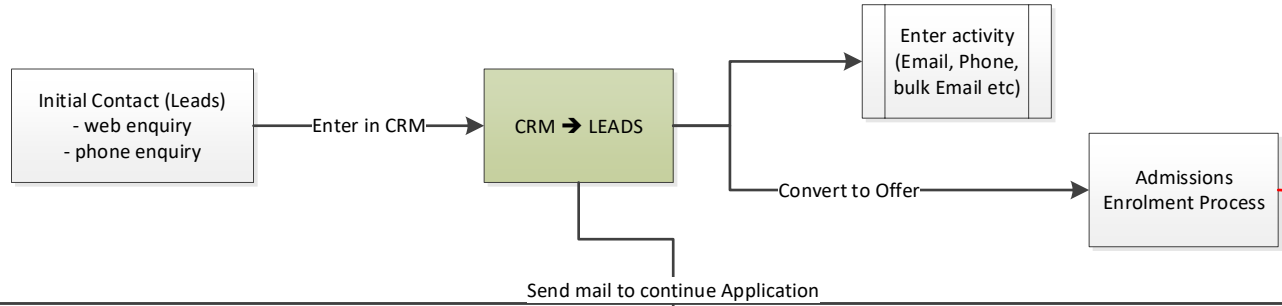 Initial Contact (Leads)
- web enquiry
- phone enquiry
Enter in CRM
CRM → LEADS
Enter activity
(Email, Phone,
bulk Email etc)
Convert to Offer
Admissions
Enrolment Process
Send mail to continue Application